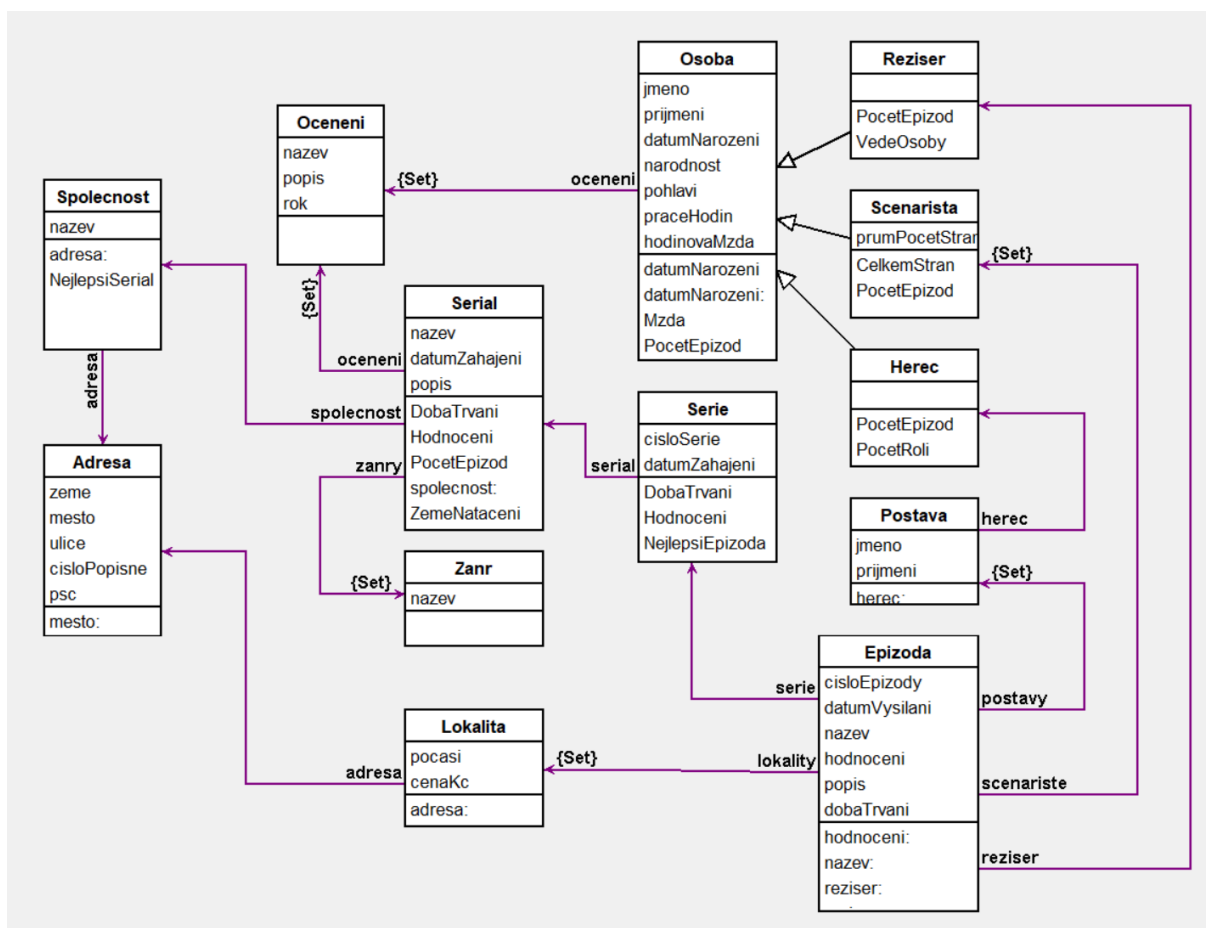 Osoba
jmeno
prijmeni
datumNarozeni
narodnost
pohlavi
praceHodin
hodinovaMzda
datumNarozeni
datumNarozeni:
Mzda
PocetEpizod
Reziser
PocetEpizod
VedeOsoby
Oceneni
nazev
popis
rok
{Set}
oceneni
Spolecnost
nazev
adresa:
NejlepsiSerial
Scenarista
prumPocetStran
CelkemStran
PocetEpizod
{Set}
{Set}
Serial
nazev
datumZahajeni
popis
DobaTrvani
Hodnoceni
PocetEpizod
spolecnost:
ZemeNataceni
oceneni
spolecnost
zanry
adresa
Herec
PocetEpizod
PocetRoli
Serie
cisloSerie
datumZahajeni
DobaTrvani
Hodnoceni
NejlepsiEpizoda
serial
Adresa
zeme
mesto
ulice
cisloPopisne
psc
mesto:
Postava
jmeno
prijmeni
herec:
herec
{Set}
{Set}
Zanr
nazev
Epizoda
cisloEpizody
datumVysilani
nazev
hodnoceni
popis
dobaTrvani
hodnoceni:
nazev:
reziser:
serie
postavy
lokality
scenariste
reziser
{Set}
Lokalita
pocasi
cenaKc
adresa:
adresa